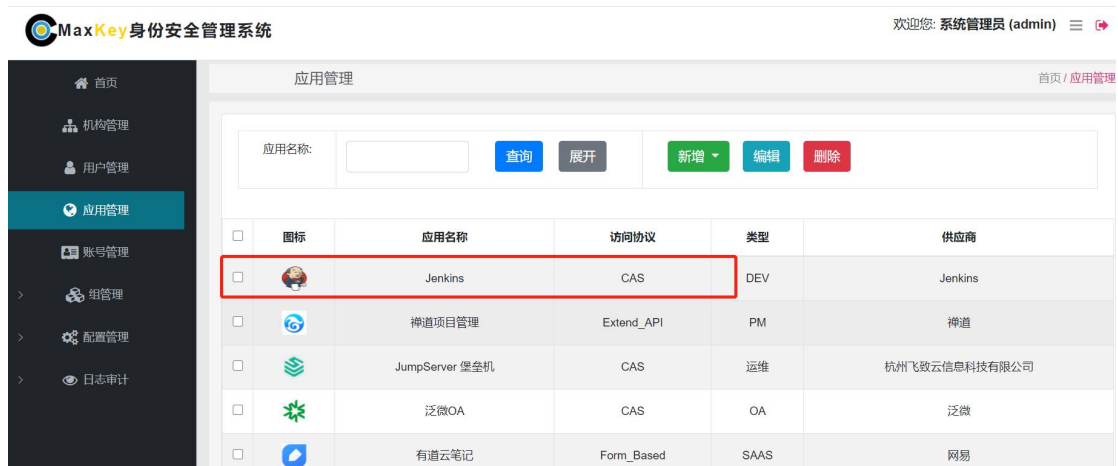 MaxKey身份安全管理系统
欢迎您: 系统管理员 (admin)
首页
机构管理
用户管理
应用管理
账号管理
组管理
配置管理
日志审计
应用管理
首页 / 应用管理
应用名称:
查询 展开 新增 编辑 删除
图标 应用名称 访问协议 类型 供应商
Jenkins CAS DEV Jenkins
禅道项目管理 Extend_API PM 禅道
JumpServer 堡垒机 CAS 运维 杭州飞致云信息科技有限公司
泛微OA CAS OA 泛微
有道云笔记 Form_Based SAAS 网易